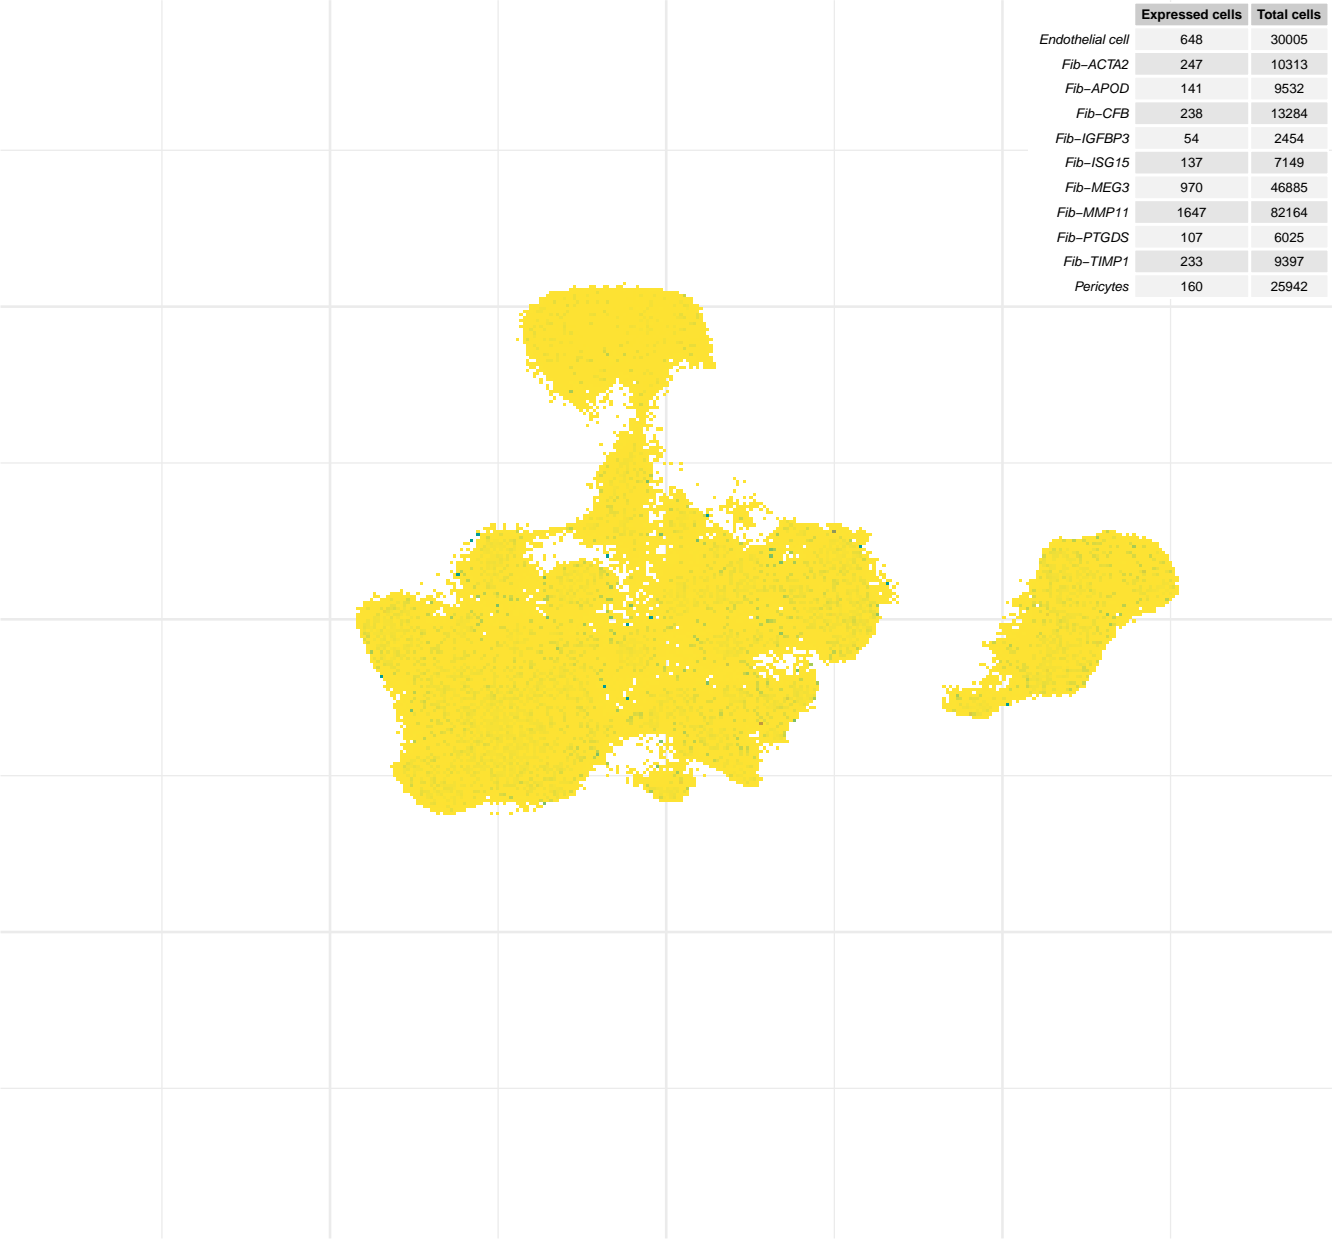 Expressed cells Total cells
Endothelial cell 648 30005
Fib−ACTA2 247 10313
Fib−APOD 141 9532
Fib−CFB 238 13284
Fib−IGFBP3 54 2454
Fib−ISG15 137 7149
Fib−MEG3 970 46885
Fib−MMP11 1647 82164
Fib−PTGDS 107 6025
Fib−TIMP1 233 9397
Pericytes 160 25942